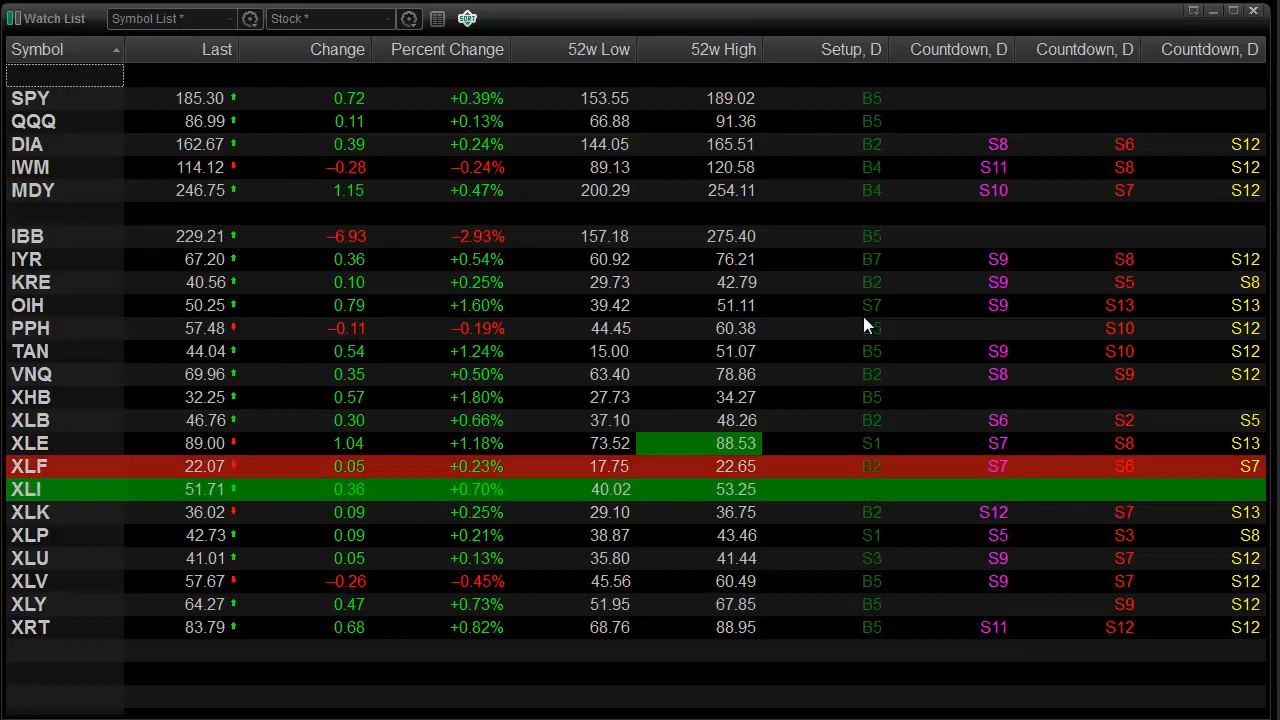 Watch List Symbol List * Stock * SORT
Symbol Last Change Percent Change 52w Low 52w High Setup, D Countdown, D Countdown, D Countdown, D
SPY 185.30 0.72 +0.39% 153.55 189.02 B5
QQQ 86.99 0.11 +0.13% 66.88 91.36 B5
DIA 162.67 0.39 +0.24% 144.05 165.51 B2 S8 S6 S12
IWM 114.12 –0.28 –0.24% 89.13 120.58 B4 S11 S8 S12
MDY 246.75 1.15 +0.47% 200.29 254.11 B4 S10 S7 S12
IBB 229.21 –6.93 –2.93% 157.18 275.40 B5
IYR 67.20 0.36 +0.54% 60.92 76.21 B7 S9 S8 S12
KRE 40.56 0.10 +0.25% 29.73 42.79 B2 S9 S5 S8
OIH 50.25 0.79 +1.60% 39.42 51.11 S7 S9 S13 S13
PPH 57.48 –0.11 –0.19% 44.45 60.38 S10 S12
TAN 44.04 0.54 +1.24% 15.00 51.07 B5 S9 S10 S12
VNQ 69.96 0.35 +0.50% 63.40 78.86 B2 S8 S9 S12
XHB 32.25 0.57 +1.80% 27.73 34.27 B5
XLB 46.76 0.30 +0.66% 37.10 48.26 B2 S6 S2 S5
XLE 89.00 1.04 +1.18% 73.52 88.53 S1 S7 S8 S13
XLF 22.07 0.05 +0.23% 17.75 22.65 B2 S7 S6 S7
XLI 51.71 0.36 +0.70% 40.02 53.25
XLK 36.02 0.09 +0.25% 29.10 36.75 B2 S12 S7 S13
XLP 42.73 0.09 +0.21% 38.87 43.46 S1 S5 S3 S8
XLU 41.01 0.05 +0.13% 35.80 41.44 S3 S9 S7 S12
XLV 57.67 –0.26 –0.45% 45.56 60.49 B5 S9 S7 S12
XLY 64.27 0.47 +0.73% 51.95 67.85 B5 S9 S12
XRT 83.79 0.68 +0.82% 68.76 88.95 B5 S11 S12 S12